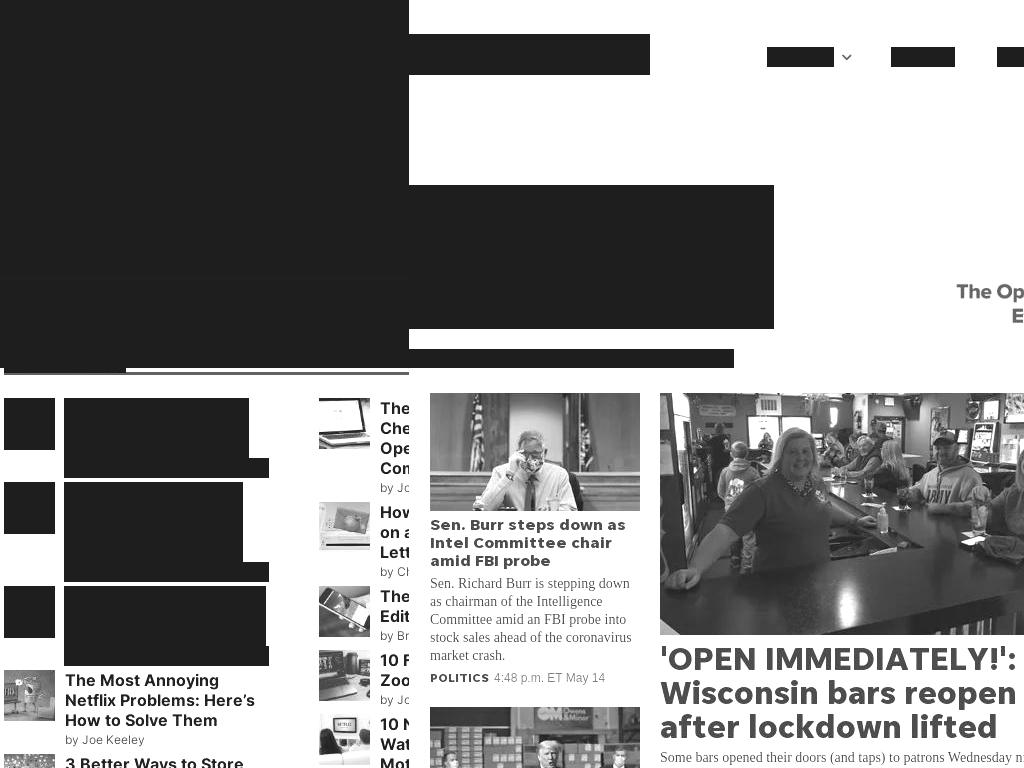 The Op
E
The Most Annoying
Netflix Problems: Here's
How to Solve Them
by Joe Keeley
3 Better Ways to Store
The
Che
Ope
Con
by Jo
How
on a
Lett
by Ch
The
Edit
by Br
10 F
Zoo
by Jo
10 N
Wat
Mot
Sen. Burr steps down as
Intel Committee chair
amid FBI probe
Sen. Richard Burr is stepping down
as chairman of the Intelligence
Committee amid an FBI probe into
stock sales ahead of the coronavirus
market crash.
POLITICS 4:48 p.m. ET May 14
Owens
&Minor
'OPEN IMMEDIATELY!':
Wisconsin bars reopen
after lockdown lifted
Some bars opened their doors (and taps) to patrons Wednesday n